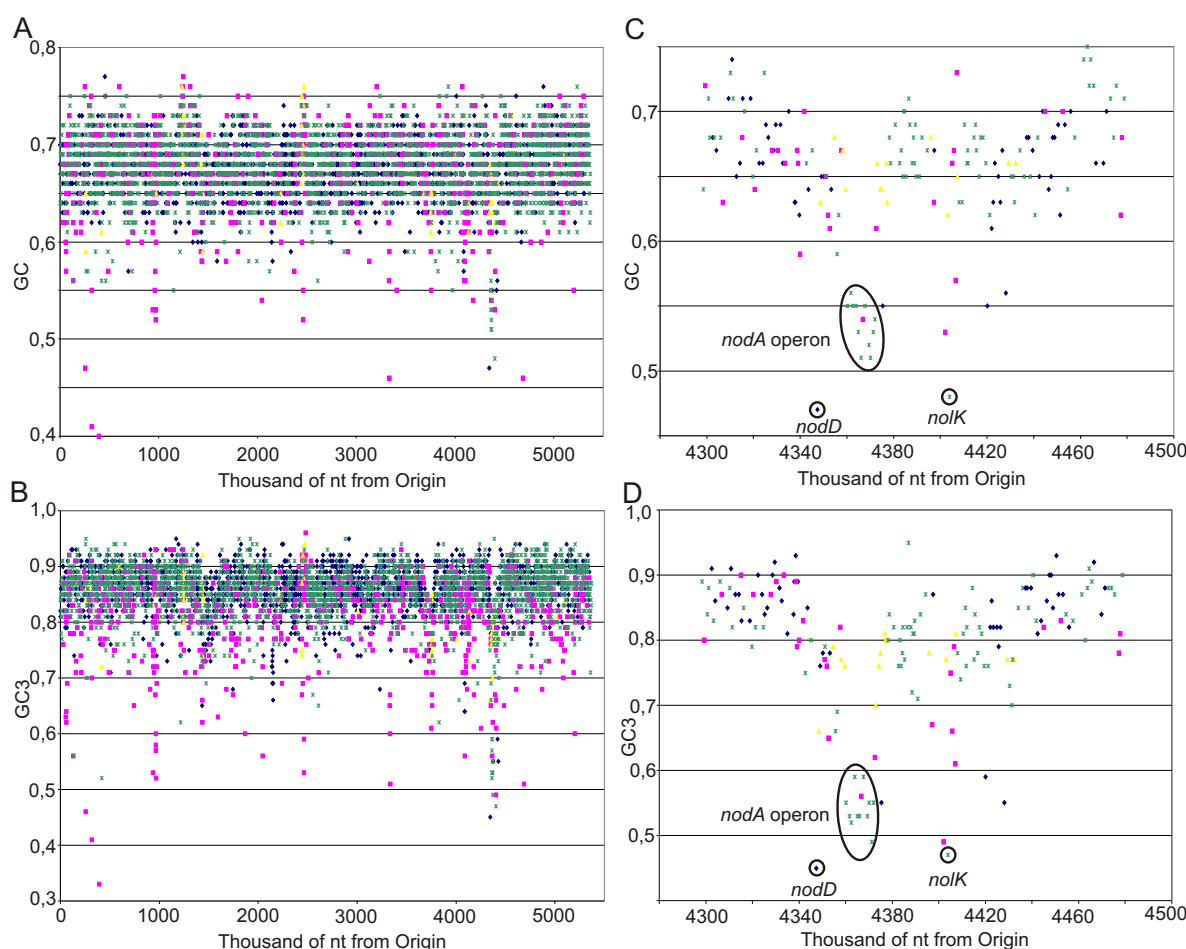 A
0,8
0,7
0,6
0,5
0,4
GC
0 1000 2000 3000 4000 5000
Thousand of nt from Origin
B
1,0
0,9
0,8
0,7
0,6
0,5
0,4
0,3
GC3
0 1000 2000 3000 4000 5000
Thousand of nt from Origin
C
0,7
0,6
0,5
GC
nodA operon
nodD
nolK
4300 4340 4380 4420 4460 4500
Thousand of nt from Origin
D
1,0
0,9
0,8
0,7
0,6
0,5
GC3
nodA operon
nodD
nolK
4300 4340 4380 4420 4460 4500
Thousand of nt from Origin